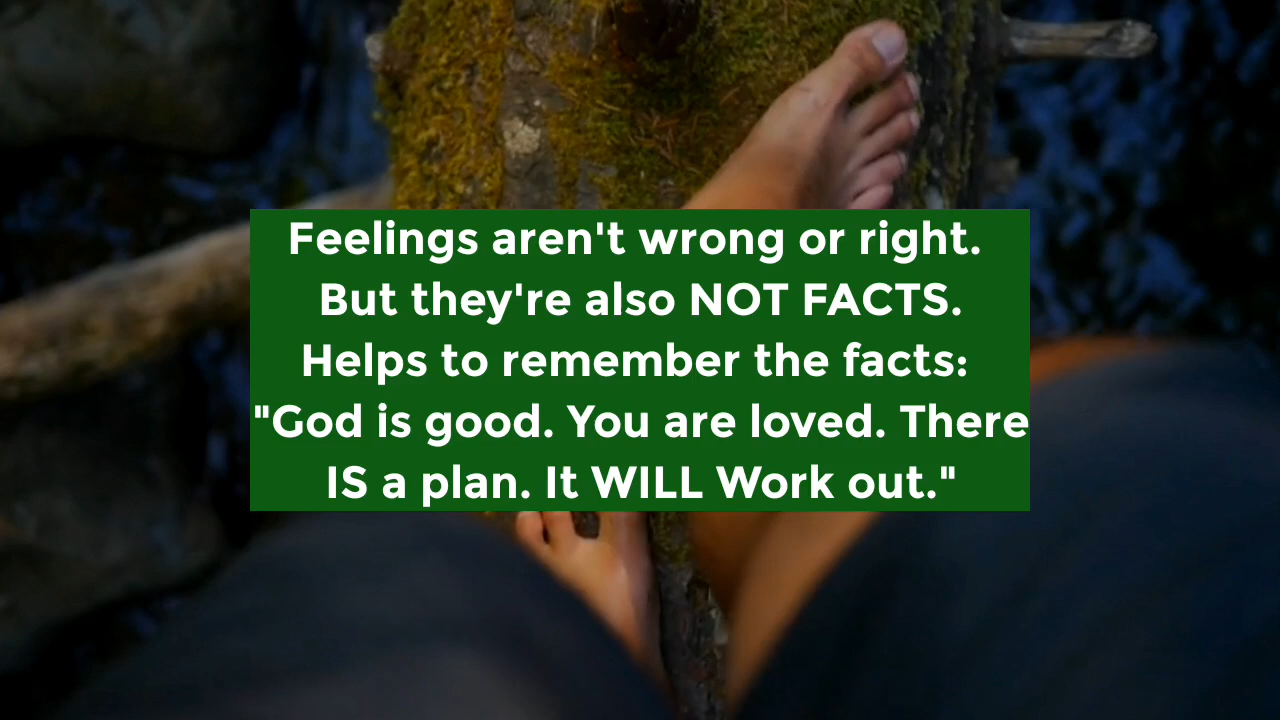 Feelings aren't wrong or right.
But they're also NOT FACTS.
Helps to remember the facts:
"God is good. You are loved. There
IS a plan. It WILL Work out."